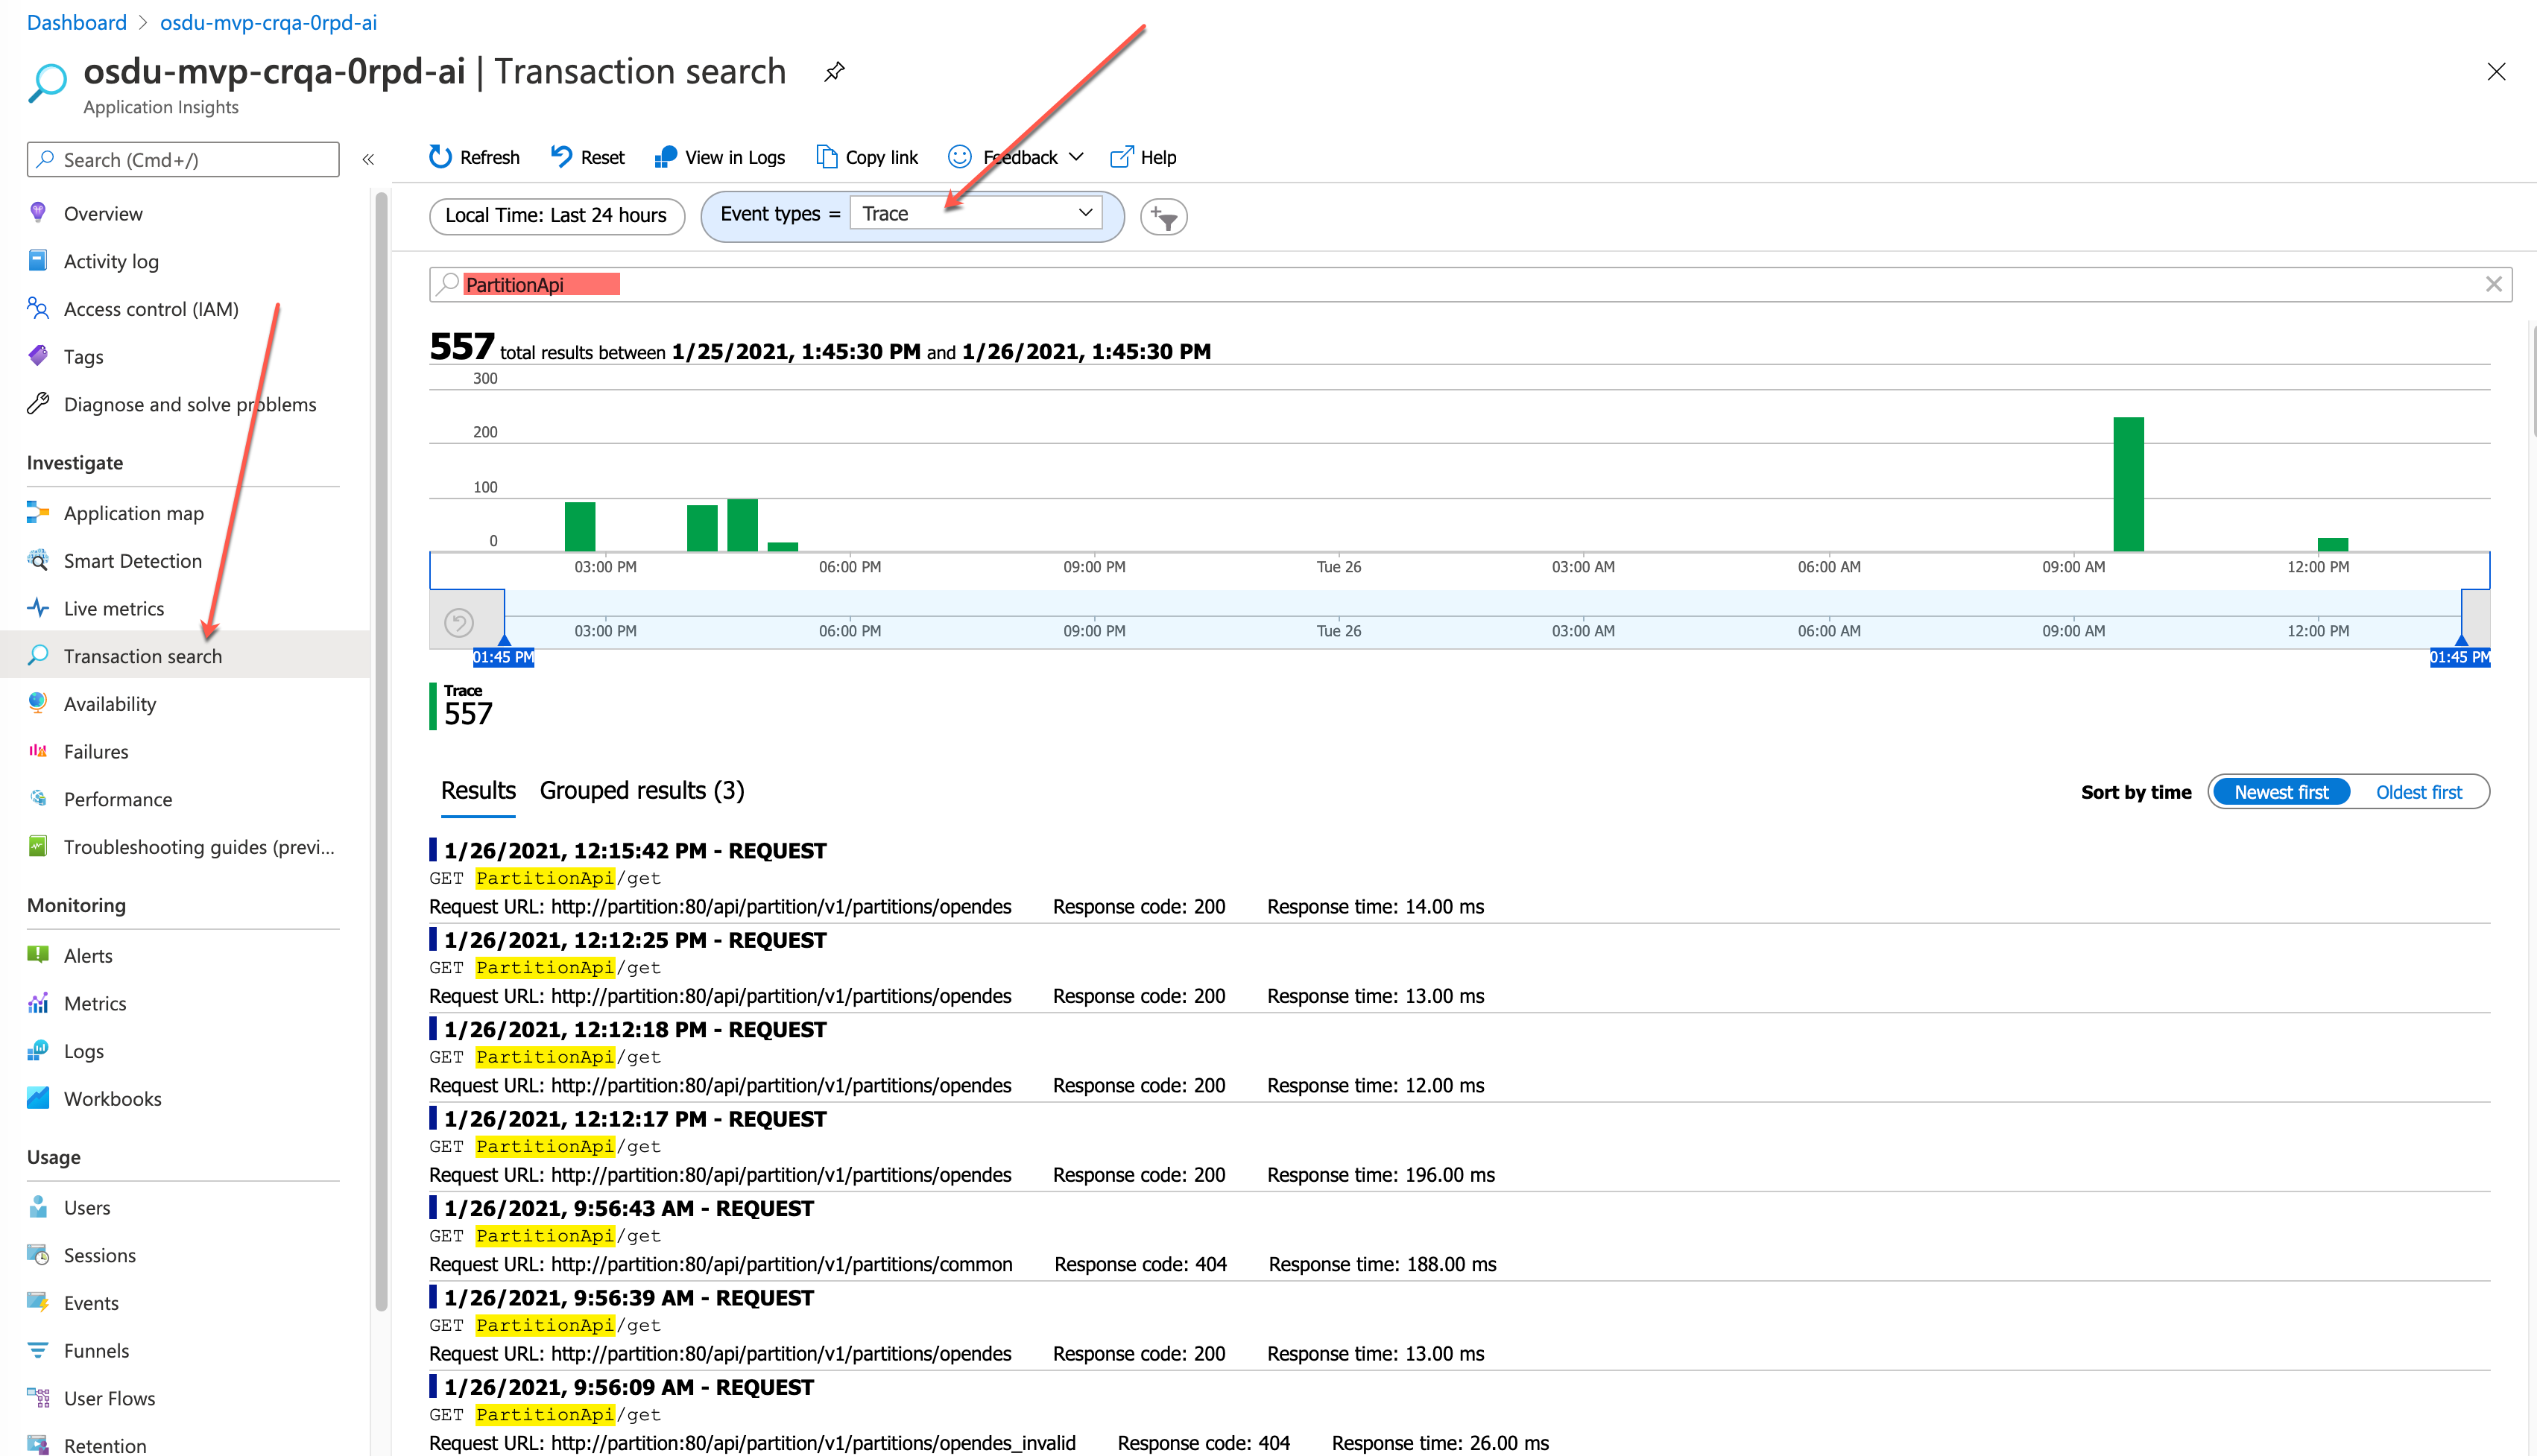 Dashboard > osdu-mvp-crqa-0rpd-ai
osdu-mvp-crqa-0rpd-ai | Transaction search
Application Insights
Search (Cmd+/)
«
Refresh Reset View in Logs Copy link Feedback Help
Overview
Activity log
Access control (IAM)
Tags
Diagnose and solve problems
Investigate
Application map
Smart Detection
Live metrics
Transaction search
Availability
Failures
Performance
Troubleshooting guides (previ...
Monitoring
Alerts
Metrics
Logs
Workbooks
Usage
Users
Sessions
Events
Funnels
User Flows
Retention
Local Time: Last 24 hours Event types = Trace
PartitionApi
557 total results between 1/25/2021, 1:45:30 PM and 1/26/2021, 1:45:30 PM
300
200
100
0
03:00 PM 06:00 PM 09:00 PM Tue 26 03:00 AM 06:00 AM 09:00 AM 12:00 PM
03:00 PM 06:00 PM 09:00 PM Tue 26 03:00 AM 06:00 AM 09:00 AM 12:00 PM
01:45 PM 01:45 PM
Trace
557
Results Grouped results (3) Sort by time Newest first Oldest first
1/26/2021, 12:15:42 PM - REQUEST
GET PartitionApi/get
Request URL: http://partition:80/api/partition/v1/partitions/opendes Response code: 200 Response time: 14.00 ms
1/26/2021, 12:12:25 PM - REQUEST
GET PartitionApi/get
Request URL: http://partition:80/api/partition/v1/partitions/opendes Response code: 200 Response time: 13.00 ms
1/26/2021, 12:12:18 PM - REQUEST
GET PartitionApi/get
Request URL: http://partition:80/api/partition/v1/partitions/opendes Response code: 200 Response time: 12.00 ms
1/26/2021, 12:12:17 PM - REQUEST
GET PartitionApi/get
Request URL: http://partition:80/api/partition/v1/partitions/opendes Response code: 200 Response time: 196.00 ms
1/26/2021, 9:56:43 AM - REQUEST
GET PartitionApi/get
Request URL: http://partition:80/api/partition/v1/partitions/common Response code: 404 Response time: 188.00 ms
1/26/2021, 9:56:39 AM - REQUEST
GET PartitionApi/get
Request URL: http://partition:80/api/partition/v1/partitions/opendes Response code: 200 Response time: 13.00 ms
1/26/2021, 9:56:09 AM - REQUEST
GET PartitionApi/get
Request URL: http://partition:80/api/partition/v1/partitions/opendes_invalid Response code: 404 Response time: 26.00 ms